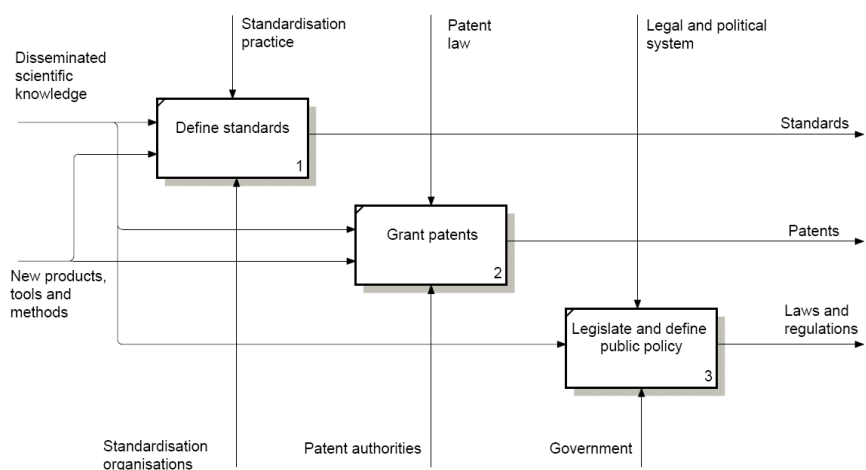 Standardisation
practice
Patent
law
Legal and political
system
Disseminated
scientific
knowledge
Define standards
1
Standards
Grant patents
2
Patents
New products,
tools and
methods
Legislate and define
public policy
3
Laws and
regulations
Standardisation
organisations
Patent authorities
Government